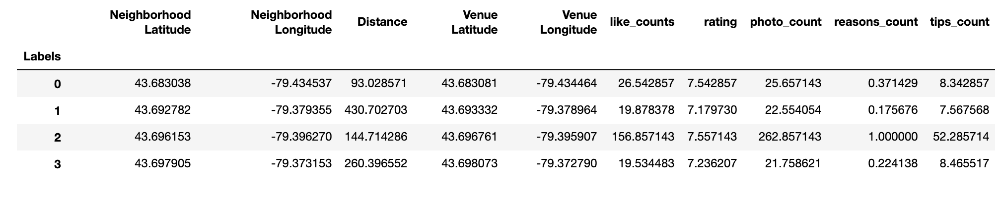 Neighborhood Latitude Neighborhood Longitude Distance Venue Latitude Venue Longitude like_counts rating photo_count reasons_count tips_count
Labels
0 43.683038 -79.434537 93.028571 43.683081 -79.434464 26.542857 7.542857 25.657143 0.371429 8.342857
1 43.692782 -79.379355 430.702703 43.693332 -79.378964 19.878378 7.179730 22.554054 0.175676 7.567568
2 43.696153 -79.396270 144.714286 43.696761 -79.395907 156.857143 7.557143 262.857143 1.000000 52.285714
3 43.697905 -79.373153 260.396552 43.698073 -79.372790 19.534483 7.236207 21.758621 0.224138 8.465517